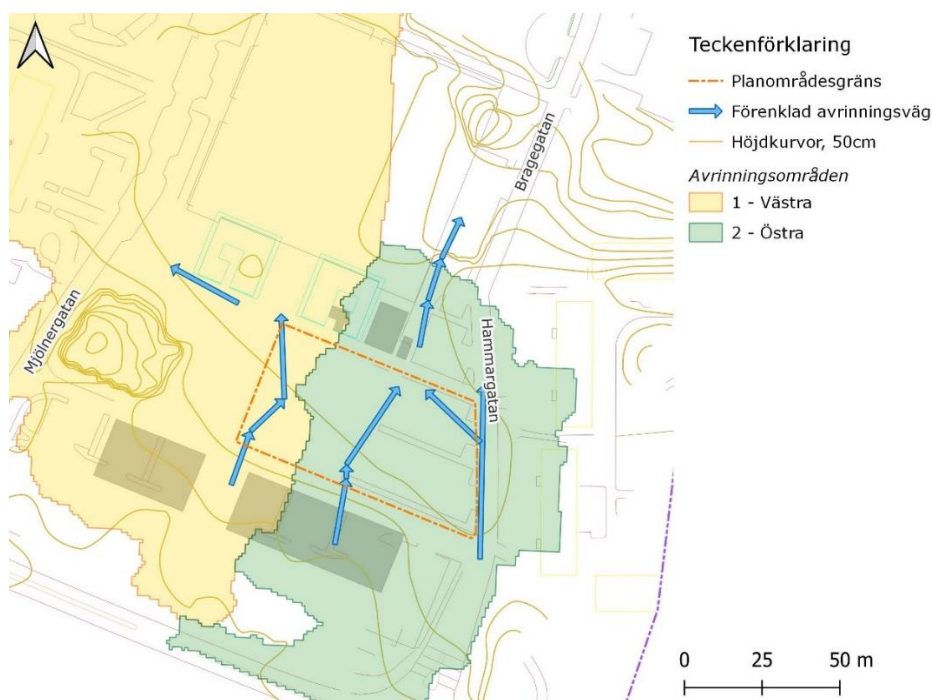 Teckenförklaring
Planområdesgräns
Förenklad avrinningsväg
Höjdkurvor, 50cm
Avrinningsområden
1 - Västra
2 - Östra
Bragegatan
Mjölnergatan
Hammargatan
0 25 50 m